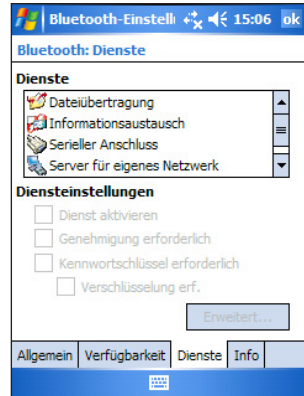 Bluetooth-Einstell 15:06 ok
Bluetooth: Dienste
Dienste
Dateiübertragung
Informationsaustausch
Serieller Anschluss
Server für eigenes Netzwerk
Diensteinstellungen
Dienst aktivieren
Genehmigung erforderlich
Kennwortschlüssel erforderlich
Verschlüsselung erf.
Erweitert...
Allgemein Verfügbarkeit Dienste Info